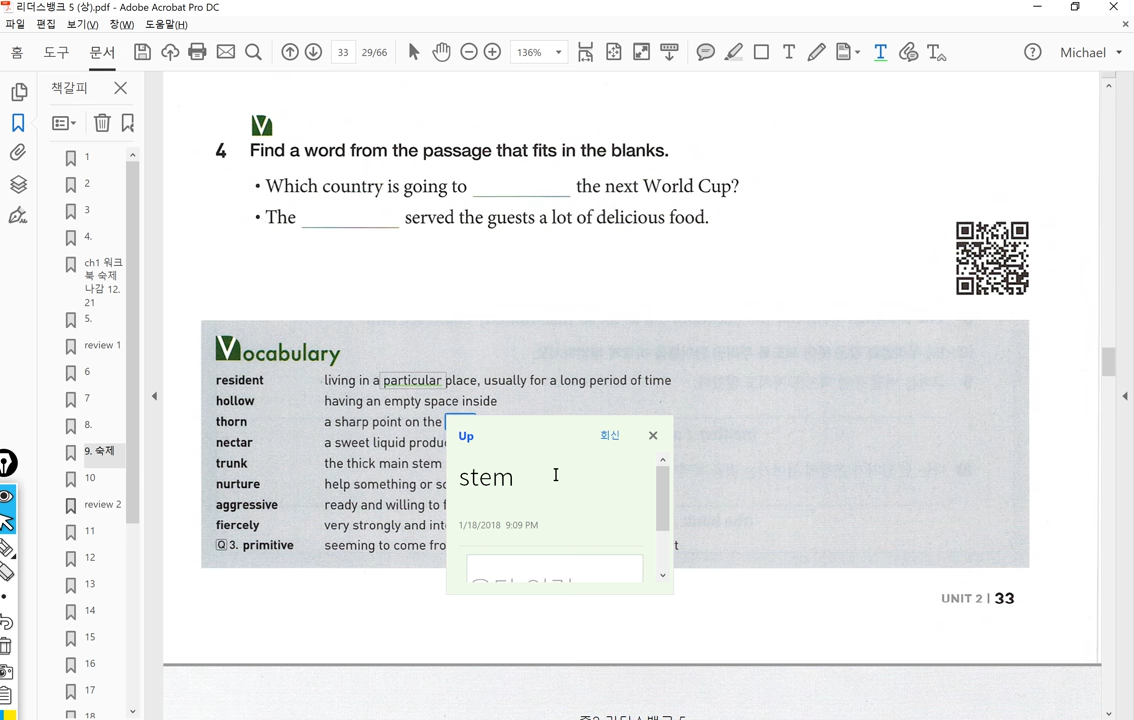 리더스뱅크 5 (상).pdf - Adobe Acrobat Pro DC
파일 편집 보기(V) 창(W) 도움말(H)
홈 도구 문서 33 29/66 136% Michael
책갈피
1
2
3
4.
ch1 워크
북 숙제
나감 12.
21
5.
review 1
6
7
8.
9. 숙제
10
review 2
11
12
13
14
15
16
17
18
4 Find a word from the passage that fits in the blanks.
• Which country is going to __________ the next World Cup?
• The __________ served the guests a lot of delicious food.
Vocabulary
resident living in a particular place, usually for a long period of time
hollow having an empty space inside
thorn a sharp point on the
nectar a sweet liquid produ
trunk the thick main stem
nurture help something or so
aggressive ready and willing to f
fiercely very strongly and int
Q 3. primitive seeming to come fro t
Up 회신
stem
1/18/2018 9:09 PM
UNIT 2 | 33